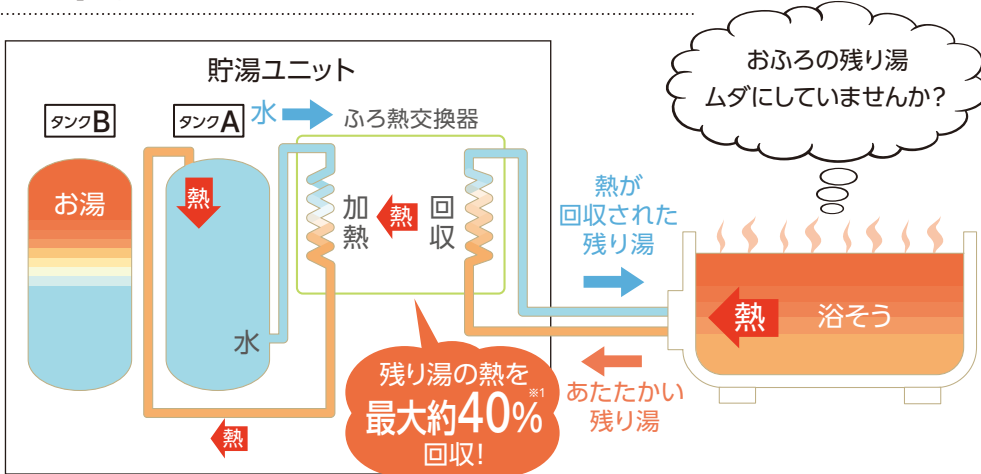 おふろの残り湯
ムダにしていませんか?
貯湯ユニット
タンクB
タンクA
水
ふろ熱交換器
お湯
熱
加熱
熱
回収
水
熱が
回収された
残り湯
熱
浴そう
あたたかい
残り湯
残り湯の熱を
最大約40%※1
回収!
熱